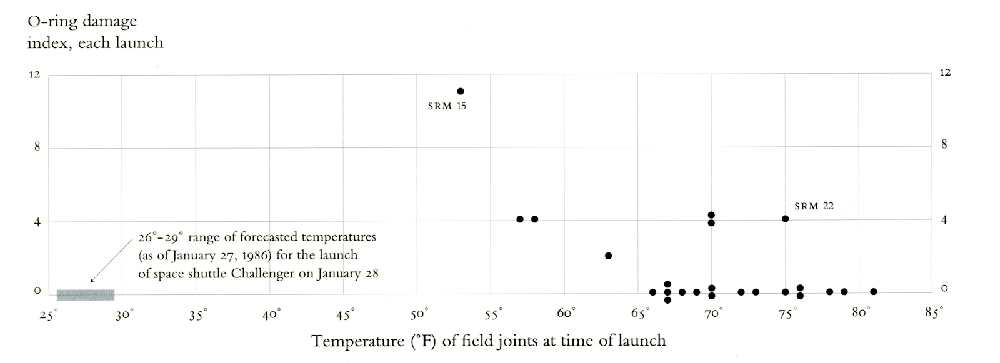 O-ring damage
index, each launch
12
12
SRM 15
8
8
SRM 22
4
4
26°-29° range of forecasted temperatures
(as of January 27, 1986) for the launch
of space shuttle Challenger on January 28
0
0
25° 30° 35° 40° 45° 50° 55° 60° 65° 70° 75° 80° 85°
Temperature (°F) of field joints at time of launch